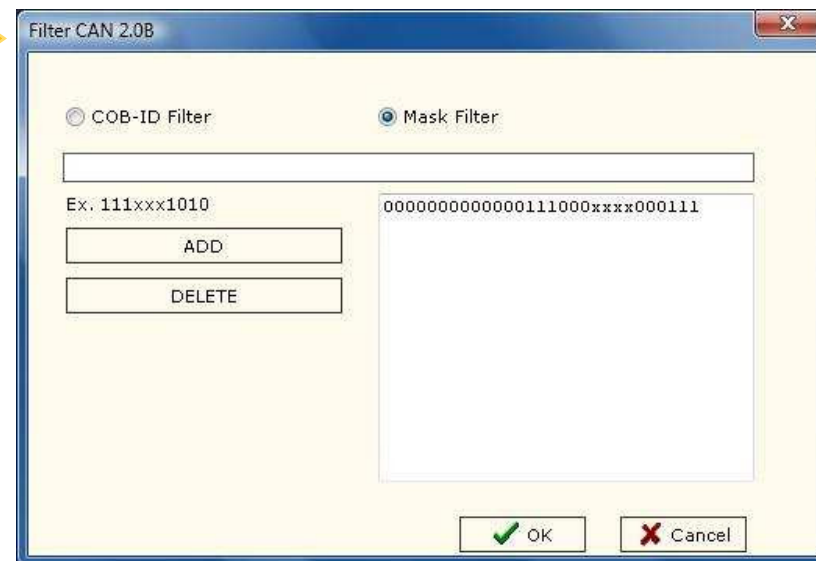 Filter CAN 2.0B
COB-ID Filter
Mask Filter
Ex. 111xxx1010
0000000000000111000xxxx000111
ADD
DELETE
OK
Cancel